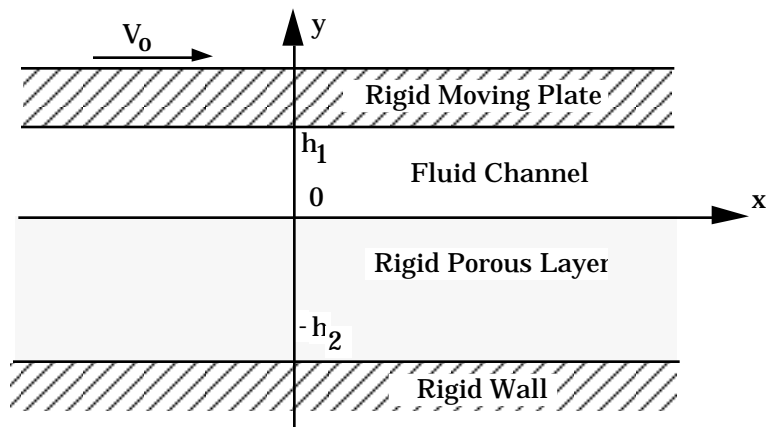 V₀
y
Rigid Moving Plate
h₁
Fluid Channel
0
x
Rigid Porous Layer
-h₂
Rigid Wall